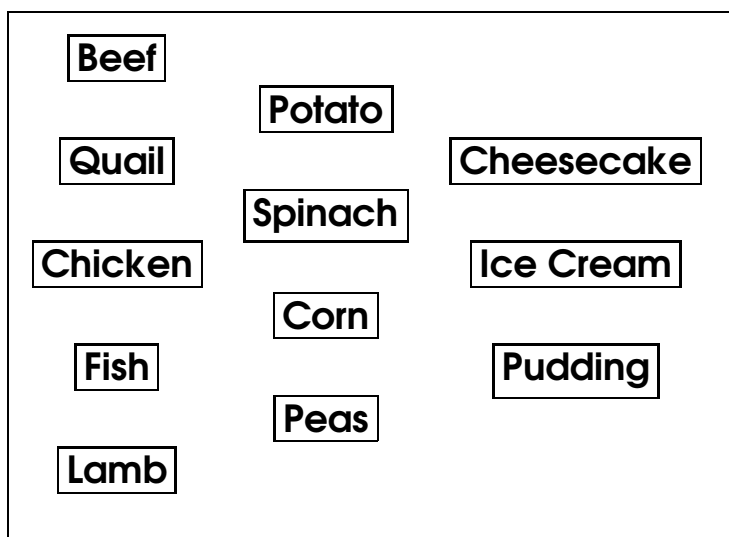 Beef
Quail
Chicken
Fish
Lamb
Potato
Spinach
Corn
Peas
Cheesecake
Ice Cream
Pudding